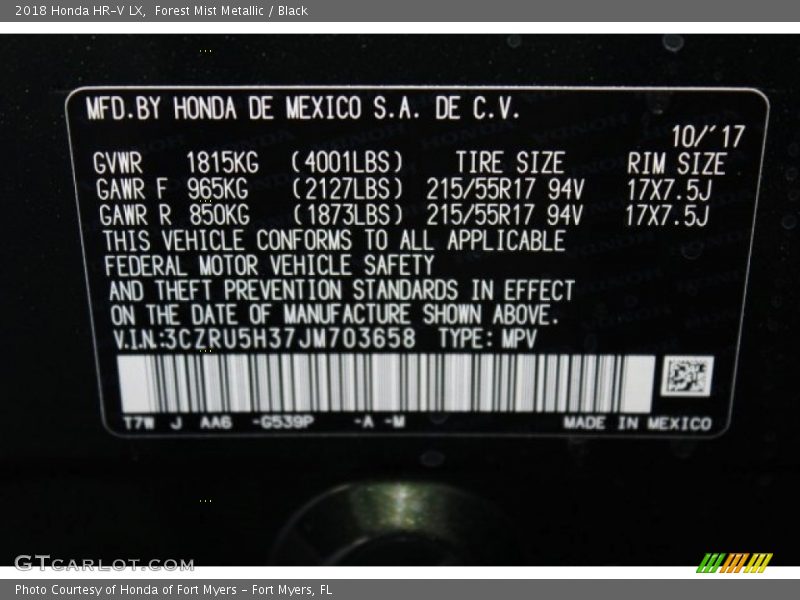 2018 Honda HR-V LX,  Forest Mist Metallic / Black
MFD.BY HONDA DE MEXICO S.A. DE C.V.
10/'17
GVWR 1815KG (4001LBS) TIRE SIZE RIM SIZE
GAWR F 965KG (2127LBS) 215/55R17 94V 17X7.5J
GAWR R 850KG (1873LBS) 215/55R17 94V 17X7.5J
THIS VEHICLE CONFORMS TO ALL APPLICABLE
FEDERAL MOTOR VEHICLE SAFETY
AND THEFT PREVENTION STANDARDS IN EFFECT
ON THE DATE OF MANUFACTURE SHOWN ABOVE.
V.I.N:3CZRU5H37JM703658 TYPE: MPV
T7W J AA6 -G539P -A -M MADE IN MEXICO
GTCARLOT.COM
Photo Courtesy of Honda of Fort Myers - Fort Myers, FL